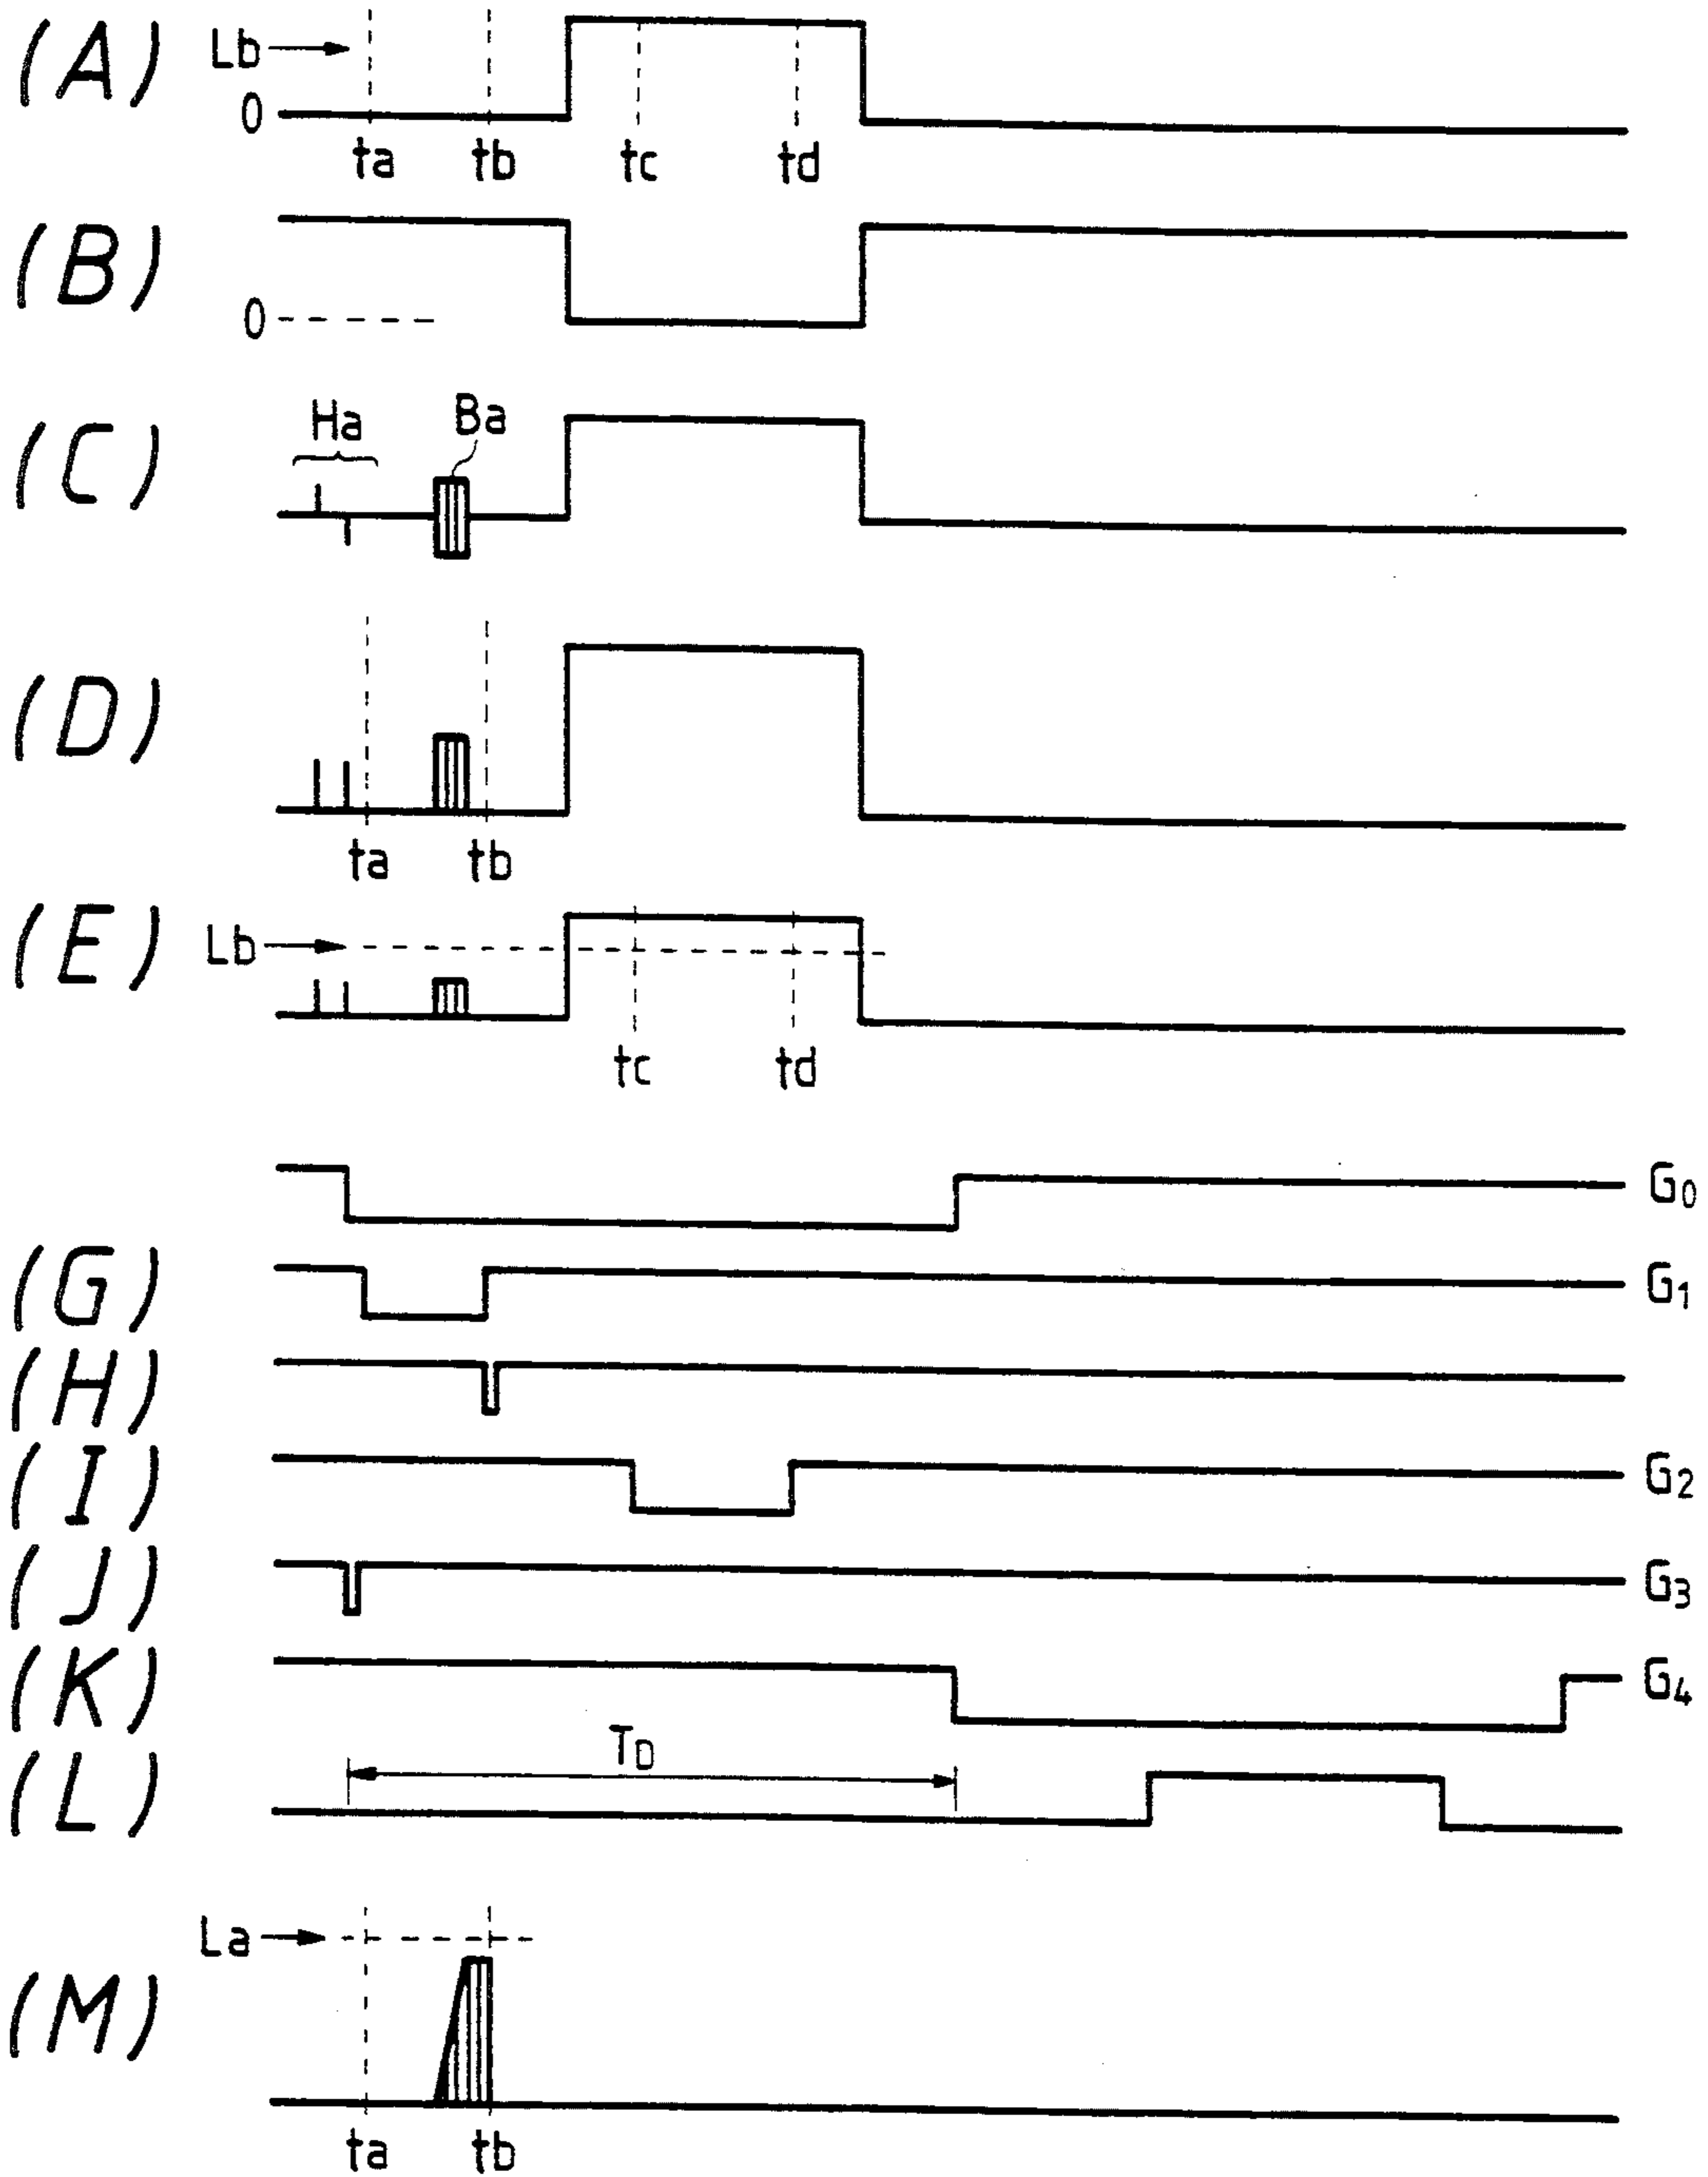 (A)
Lb
0
ta tb tc td
(B)
0
(C)
Ha Ba
(D)
ta tb
(E)
Lb
tc td
G0
(G) G1
(H)
(I) G2
(J) G3
(K) G4
(L) TD
La
(M)
ta tb